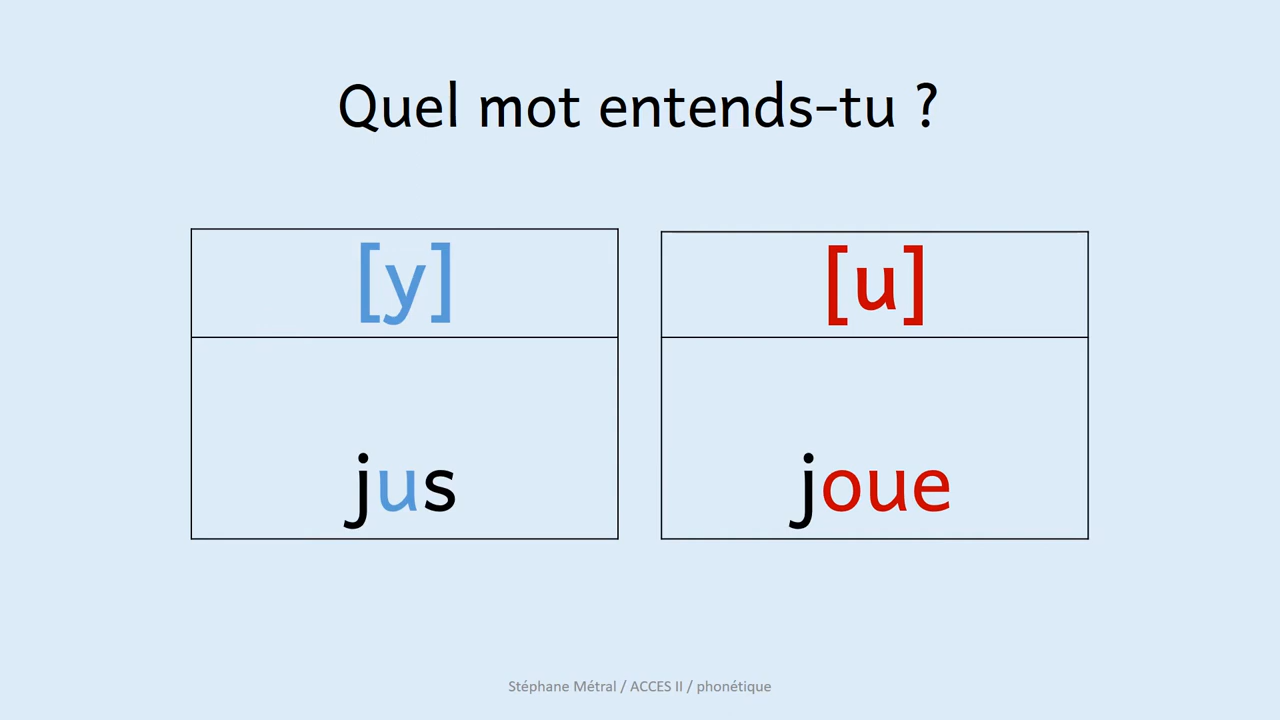 Quel mot entends-tu ?
[y]
[u]
jus
joue
Stéphane Métral / ACCES II / phonétique